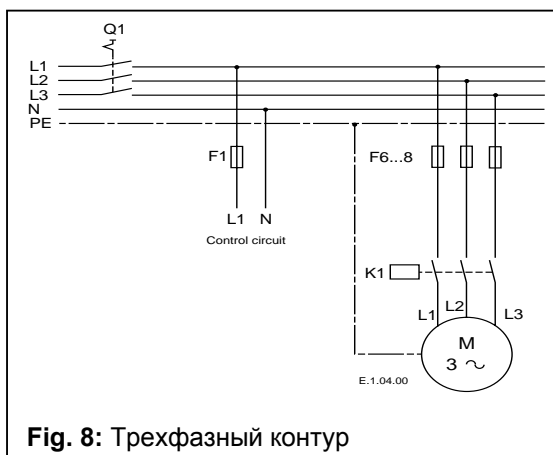 Q1
L1
L2
L3
N
PE
F1
F6...8
L1 N
Control circuit
K1
L1 L2 L3
M
3 ~
E.1.04.00
Fig. 8: Трехфазный контур